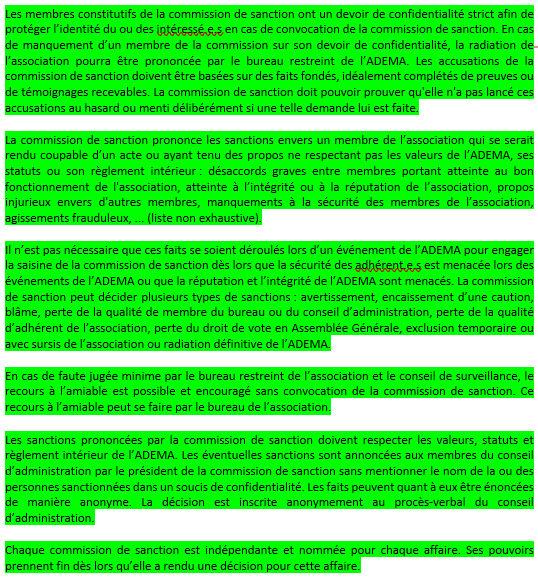 Les membres constitutifs de la commission de sanction ont un devoir de confidentialité strict afin de
protéger l'identité du ou des intéressé.e.s en cas de convocation de la commission de sanction. En cas
de manquement d'un membre de la commission sur son devoir de confidentialité, la radiation de
l'association pourra être prononcée par le bureau restreint de l'ADEMA. Les accusations de la
commission de sanction doivent être basées sur des faits fondés, idéalement complétés de preuves ou
de témoignages recevables. La commission de sanction doit pouvoir prouver qu'elle n'a pas lancé ces
accusations au hasard ou menti délibérément si une telle demande lui est faite.
La commission de sanction prononce les sanctions envers un membre de l'association qui se serait
rendu coupable d'un acte ou ayant tenu des propos ne respectant pas les valeurs de l'ADEMA, ses
statuts ou son règlement intérieur : désaccords graves entre membres portant atteinte au bon
fonctionnement de l'association, atteinte à l'intégrité ou à la réputation de l'association, propos
injurieux envers d'autres membres, manquements à la sécurité des membres de l'association,
agissements frauduleux, ... (liste non exhaustive).
Il n'est pas nécessaire que ces faits se soient déroulés lors d'un événement de l'ADEMA pour engager
la saisine de la commission de sanction dès lors que la sécurité des adhérent.e.s est menacée lors des
événements de l'ADEMA ou que la réputation et l'intégrité de l'ADEMA sont menacés. La commission
de sanction peut décider plusieurs types de sanctions : avertissement, encaissement d'une caution,
blâme, perte de la qualité de membre du bureau ou du conseil d'administration, perte de la qualité
d'adhérent de l'association, perte du droit de vote en Assemblée Générale, exclusion temporaire ou
avec sursis de l'association ou radiation définitive de l'ADEMA.
En cas de faute jugée minime par le bureau restreint de l'association et le conseil de surveillance, le
recours à l'amiable est possible et encouragé sans convocation de la commission de sanction. Ce
recours à l'amiable peut se faire par le bureau de l'association.
Les sanctions prononcées par la commission de sanction doivent respecter les valeurs, statuts et
règlement intérieur de l'ADEMA. Les éventuelles sanctions sont annoncées aux membres du conseil
d'administration par le président de la commission de sanction sans mentionner le nom de la ou des
personnes sanctionnées dans un soucis de confidentialité. Les faits peuvent quant à eux être énoncées
de manière anonyme. La décision est inscrite anonymement au procès-verbal du conseil
d'administration.
Chaque commission de sanction est indépendante et nommée pour chaque affaire. Ses pouvoirs
prennent fin dès lors qu'elle a rendu une décision pour cette affaire.